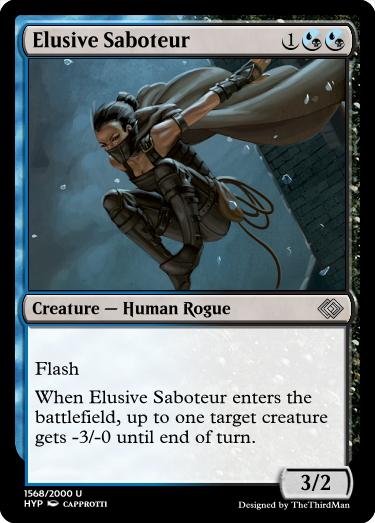 Elusive Saboteur 1
Creature — Human Rogue
Flash
When Elusive Saboteur enters the
battlefield, up to one target creature
gets -3/-0 until end of turn.
3/2
1568/2000 U
HYP CAPPROTTI Designed by TheThirdMan